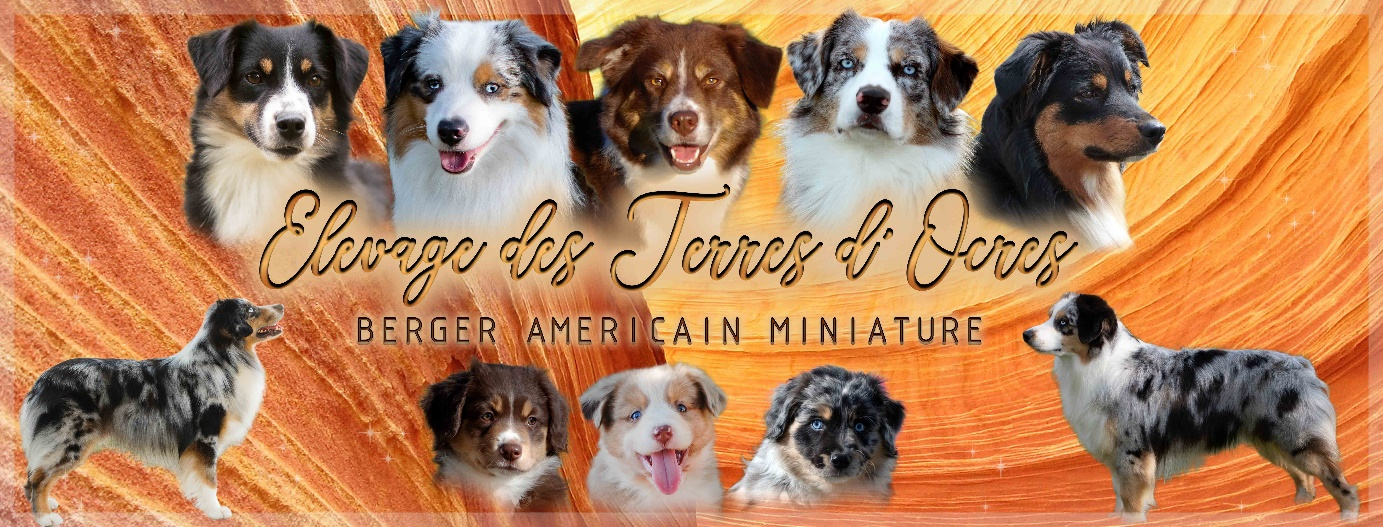 Elevage des Terres d'Ocres
BERGER AMERICAIN MINIATURE